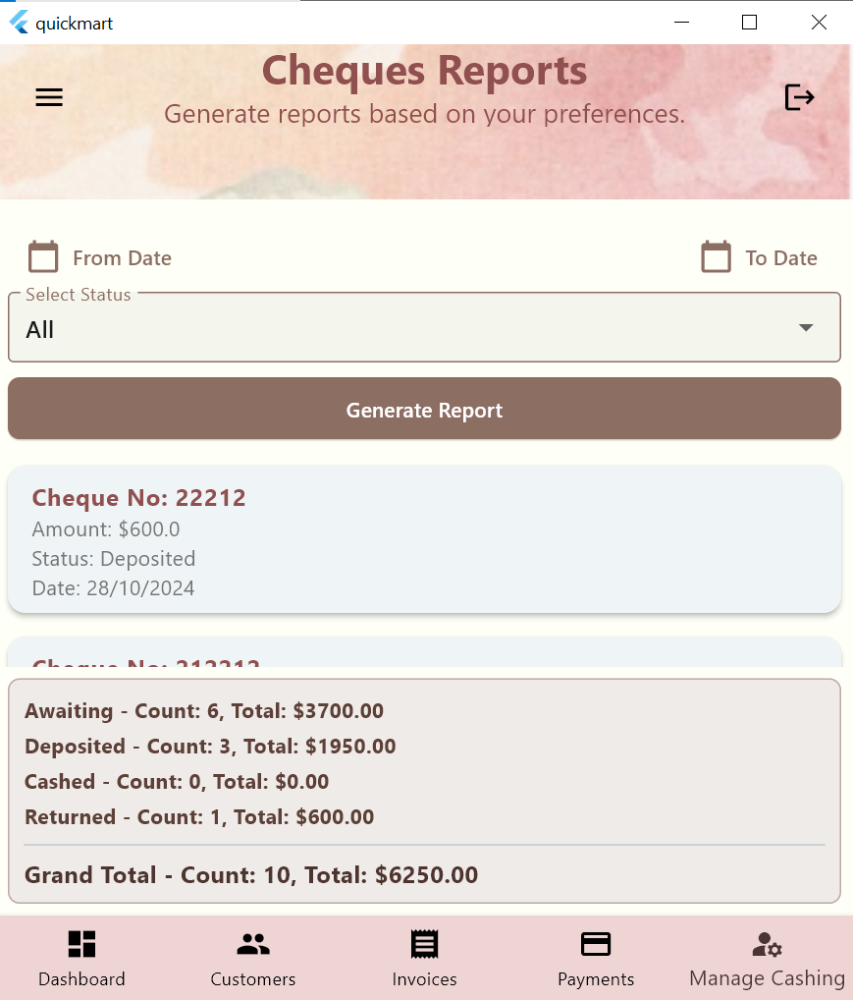 quickmart
Cheques Reports
Generate reports based on your preferences.
From Date
To Date
Select Status
All
Generate Report
Cheque No: 22212
Amount: $600.0
Status: Deposited
Date: 28/10/2024
Cheque No: 212212
Awaiting - Count: 6, Total: $3700.00
Deposited - Count: 3, Total: $1950.00
Cashed - Count: 0, Total: $0.00
Returned - Count: 1, Total: $600.00
Grand Total - Count: 10, Total: $6250.00
Dashboard
Customers
Invoices
Payments
Manage Cashing